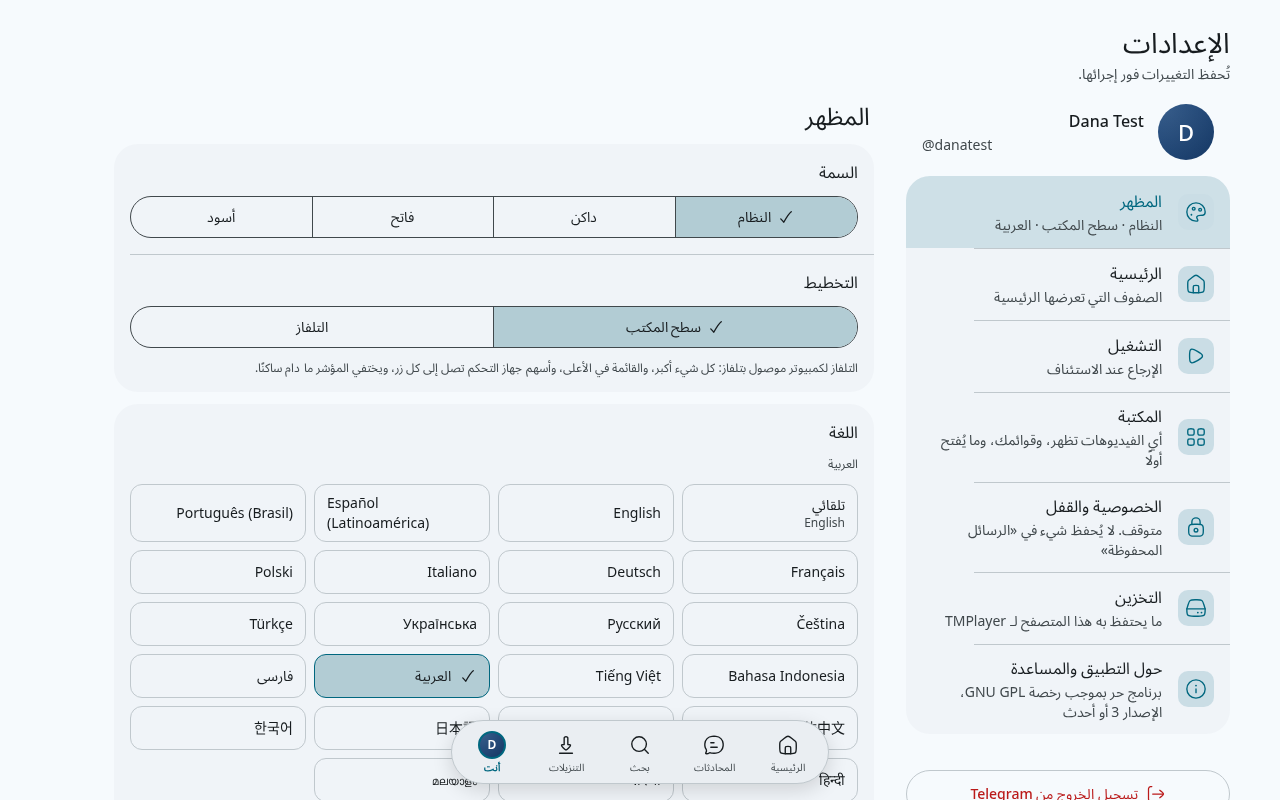 الإعدادات
تُحفظ التغييرات فور إجرائها.
D
Dana Test
@danatest
المظهر
النظام · سطح المكتب · العربية
الرئيسية
الصفوف التي تعرضها الرئيسية
التشغيل
الإرجاع عند الاستئناف
المكتبة
أي الفيديوهات تظهر، وقوائمك، وما يُفتح
أولًا
الخصوصية والقفل
متوقف. لا يُحفظ شيء في «الرسائل
المحفوظة»
التخزين
ما يحتفظ به هذا المتصفح لـ TMPlayer
حول التطبيق والمساعدة
برنامج حر بموجب رخصة GNU GPL،
الإصدار 3 أو أحدث
تسجيل الخروج من Telegram
المظهر
السمة
النظام
داكن
فاتح
أسود
التخطيط
سطح المكتب
التلفاز
التلفاز لكمبيوتر موصول بتلفاز: كل شيء أكبر، والقائمة في الأعلى، وأسهم جهاز التحكم تصل إلى كل زر، ويختفي المؤشر ما دام ساكنًا.
اللغة
العربية
تلقائي
English
English
Español
(Latinoamérica)
Português (Brasil)
Français
Deutsch
Italiano
Polski
Čeština
Русский
Українська
Türkçe
Bahasa Indonesia
Tiếng Việt
العربية
فارسی
中文
日本
한국어
हिन्दी
മലയാളം
الرئيسية
المحادثات
بحث
التنزيلات
D
أنت